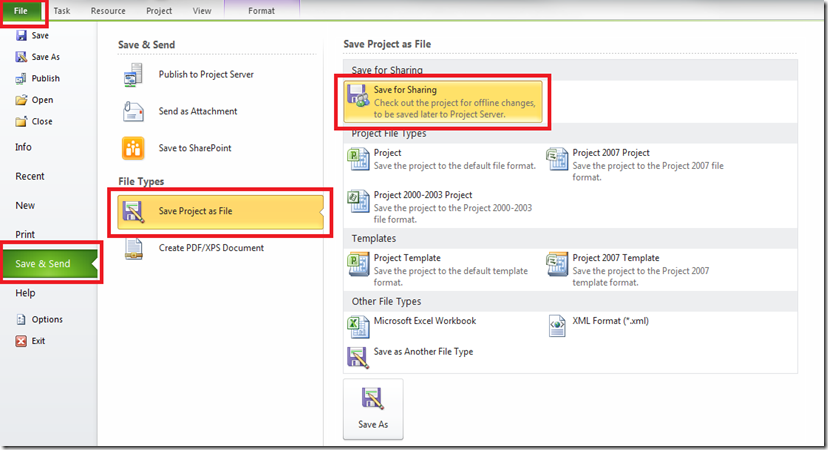 File Task Resource Project View Format
Save
Save As
Publish
Open
Close
Info
Recent
New
Print
Save & Send
Help
Options
Exit
Save & Send
Publish to Project Server
Send as Attachment
Save to SharePoint
File Types
Save Project as File
Create PDF/XPS Document
Save Project as File
Save for Sharing
Save for Sharing
Check out the project for offline changes,
to be saved later to Project Server.
Project File Types
Project
Save the project to the default file format.
Project 2007 Project
Save the project to the Project 2007 file
format.
Project 2000-2003 Project
Save the project to the Project 2000-2003
file format.
Templates
Project Template
Save the project to the default template
format.
Project 2007 Template
Save the project to the Project 2007
template format.
Other File Types
Microsoft Excel Workbook
XML Format (*.xml)
Save as Another File Type
Save As